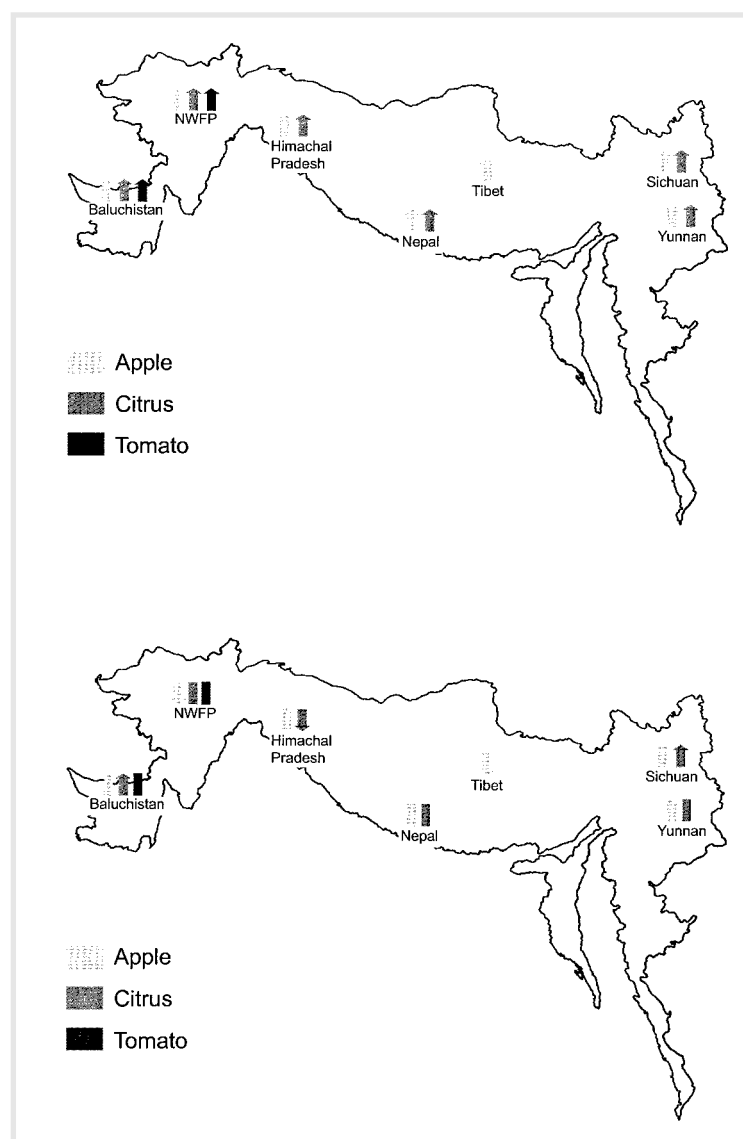 NWFP
Himachal
Pradesh
Baluchistan
Tibet
Nepal
Sichuan
Yunnan
Apple
Citrus
Tomato
NWFP
Himachal
Pradesh
Baluchistan
Tibet
Nepal
Sichuan
Yunnan
Apple
Citrus
Tomato